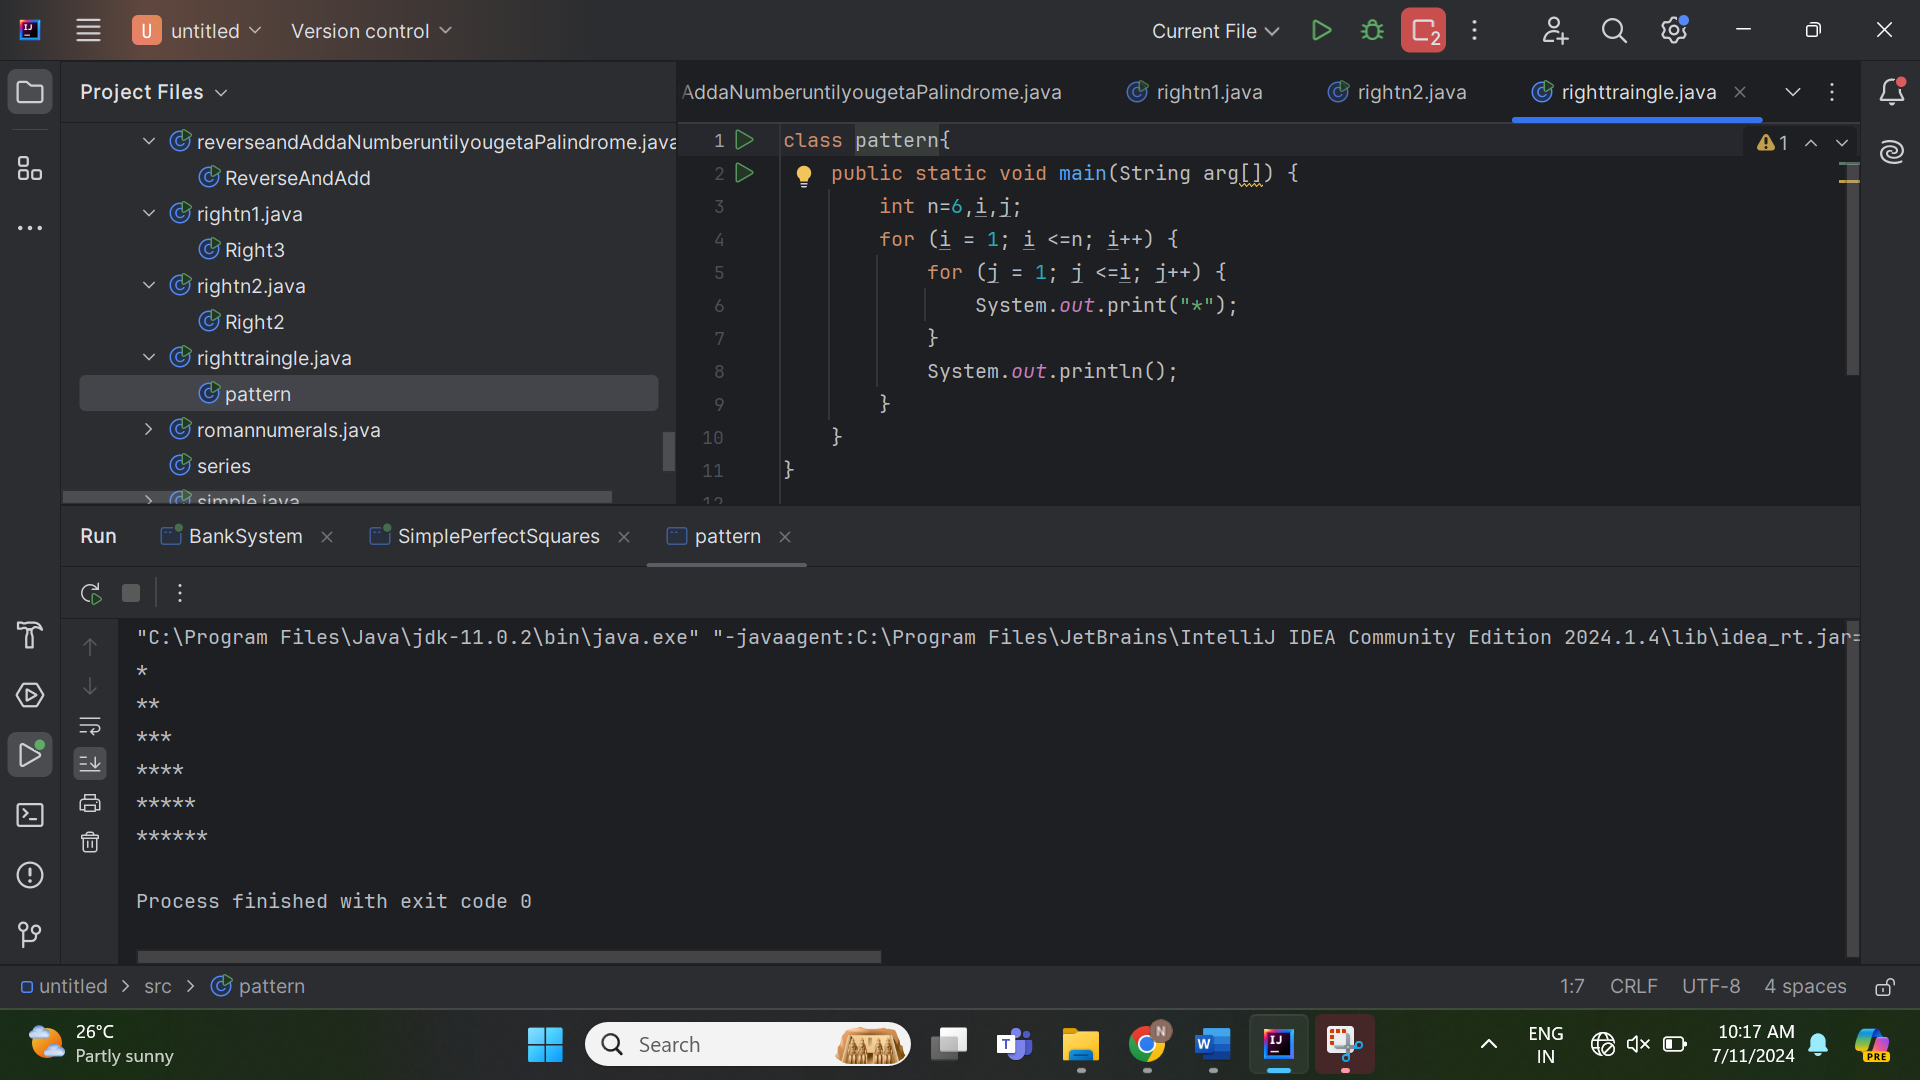 U untitled Version control Current File 2
Project Files
reverseandAddaNumberuntilyougetaPalindrome.java
ReverseAndAdd
rightn1.java
Right3
rightn2.java
Right2
righttraingle.java
pattern
romannumerals.java
series
simple.java
AddaNumberuntilyougetaPalindrome.java rightn1.java rightn2.java righttraingle.java
1 class pattern{ 1
2 public static void main(String arg[]) {
3 int n=6,i,j;
4 for (i = 1; i <=n; i++) {
5 for (j = 1; j <=i; j++) {
6 System.out.print("*");
7 }
8 System.out.println();
9 }
10 }
11 }
12
Run BankSystem SimplePerfectSquares pattern
"C:\Program Files\Java\jdk-11.0.2\bin\java.exe" "-javaagent:C:\Program Files\JetBrains\IntelliJ IDEA Community Edition 2024.1.4\lib\idea_rt.jar=
*
**
***
****
*****
******
Process finished with exit code 0
untitled > src > pattern 1:7 CRLF UTF-8 4 spaces
26°C
Partly sunny
Search
N
T
W
IJ
ENG
IN
10:17 AM
7/11/2024
PRE